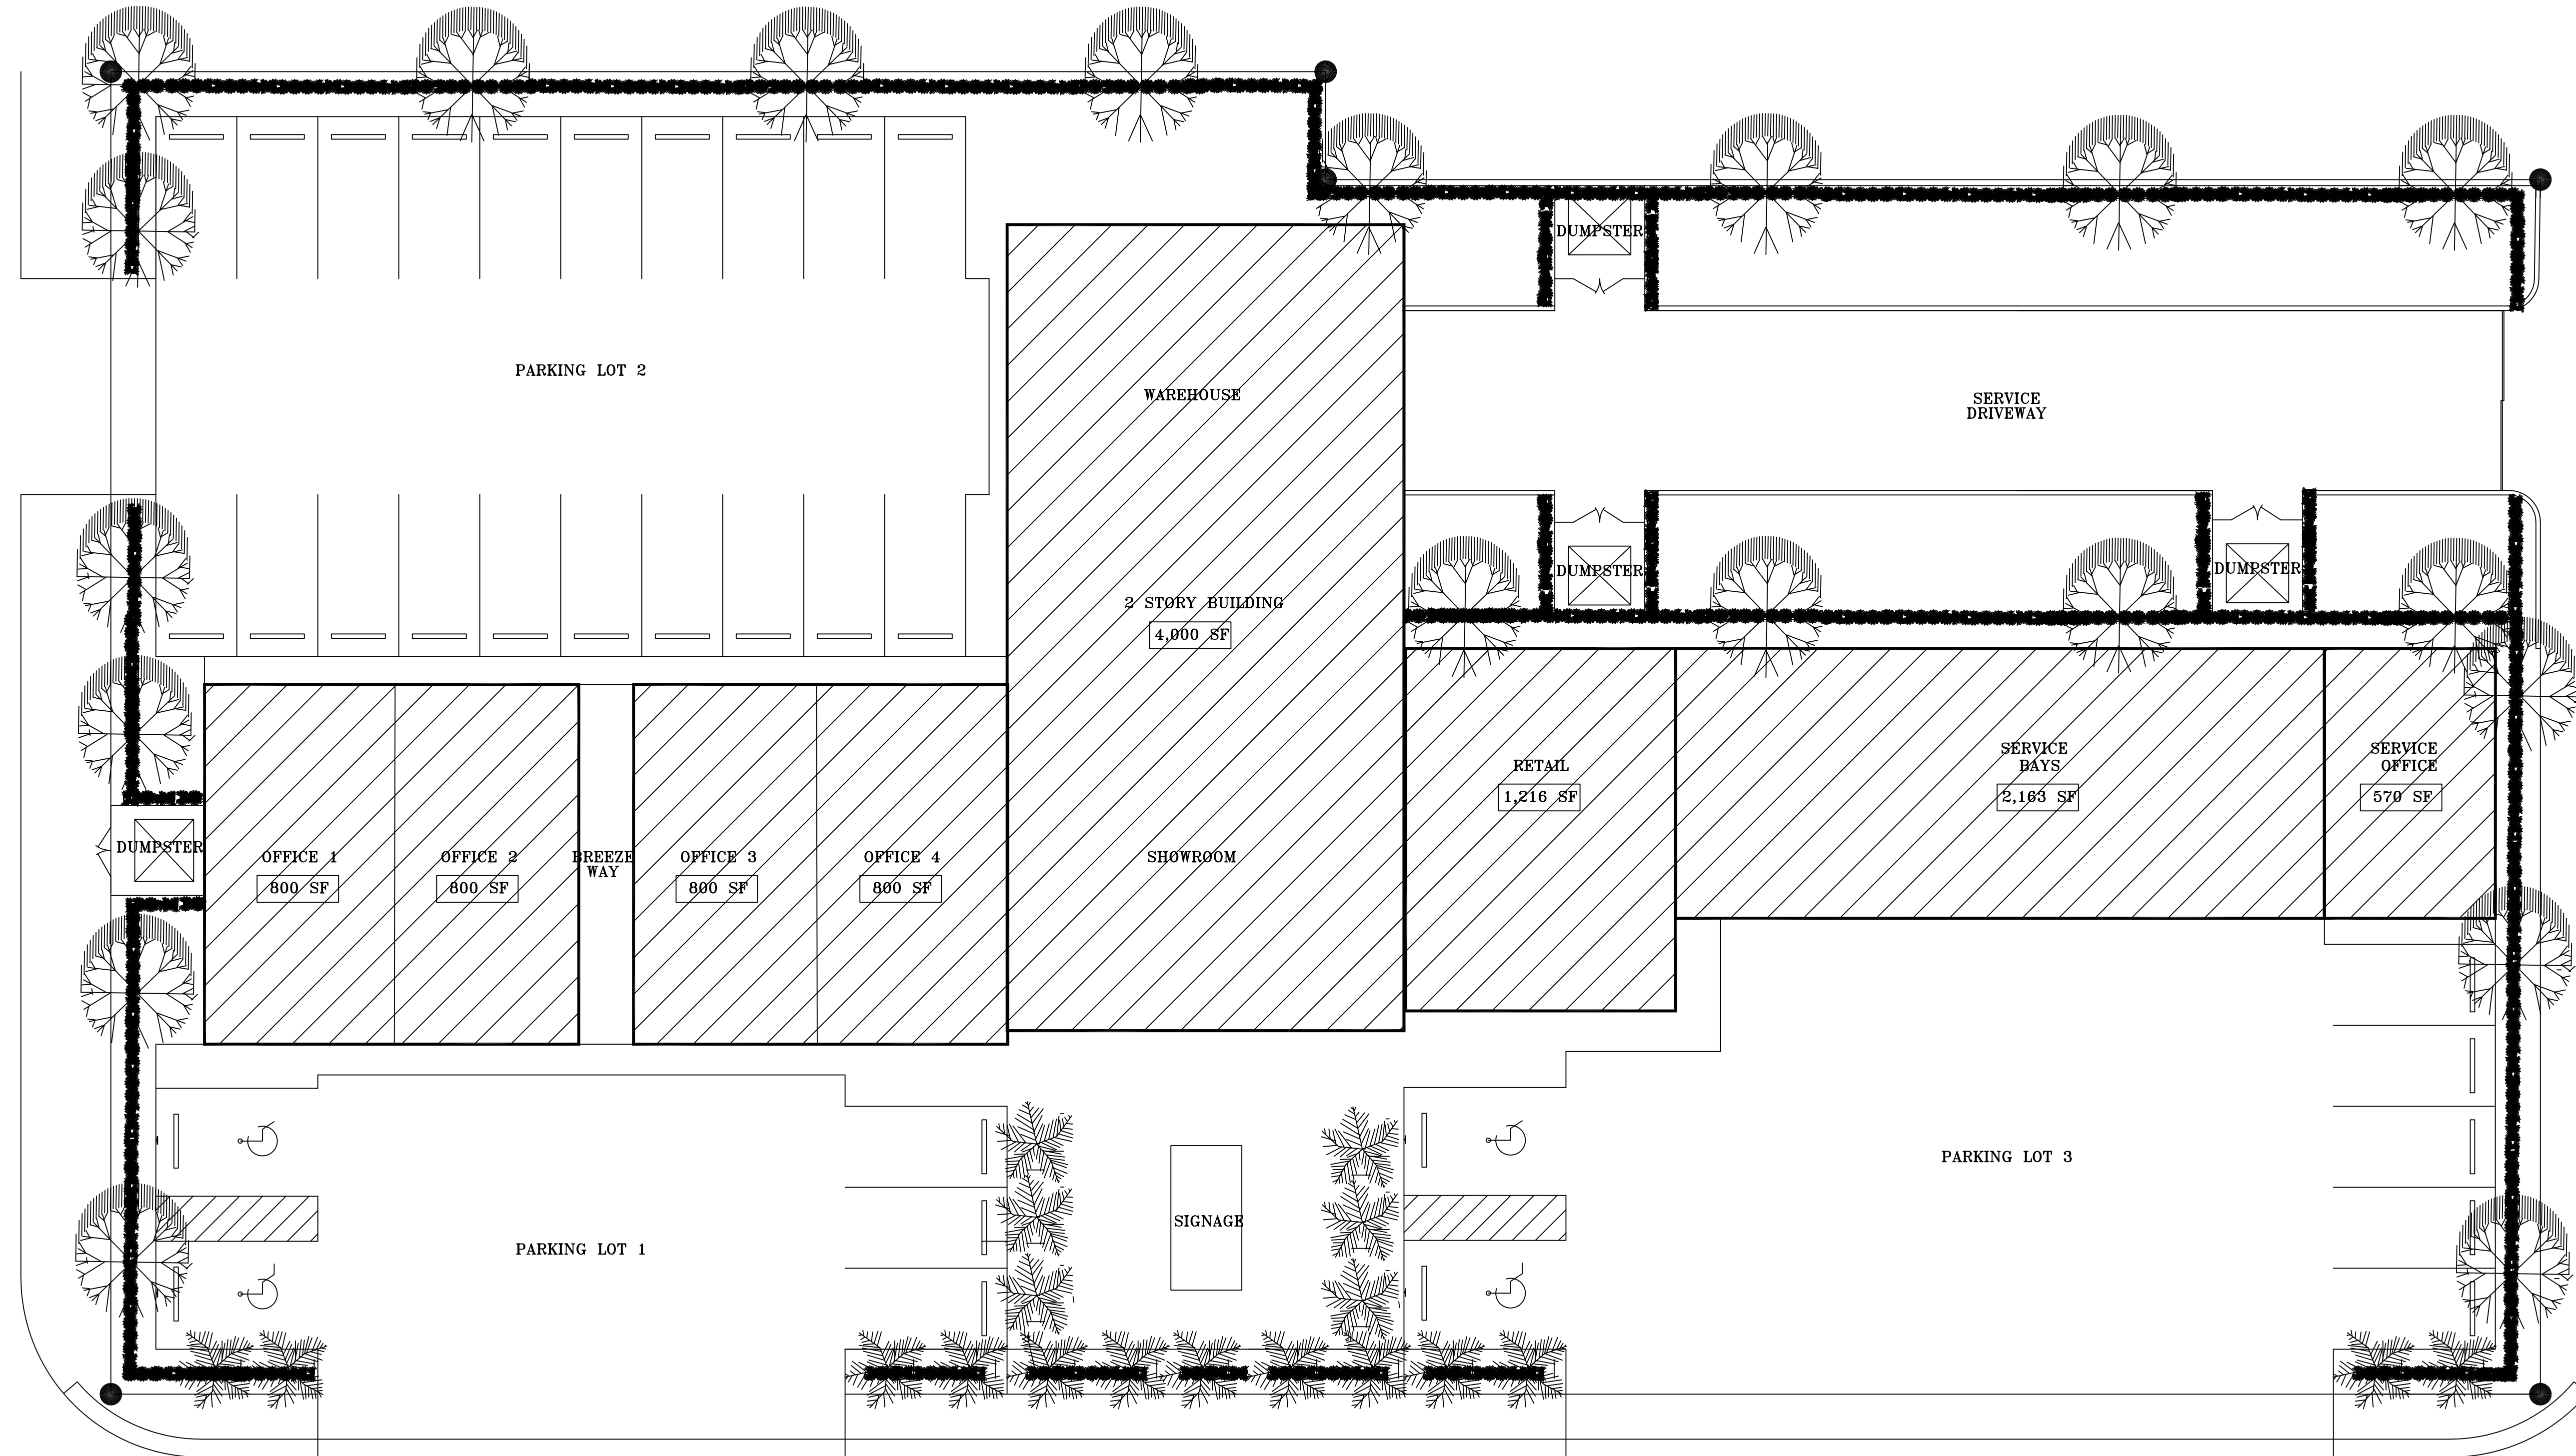 DUMPSTER
PARKING LOT 2
WAREHOUSE
SERVICE
DRIVEWAY
DUMPSTER
DUMPSTER
2 STORY BUILDING
4,000 SF
RETAIL
1,216 SF
SERVICE
BAYS
2,163 SF
SERVICE
OFFICE
570 SF
DUMPSTER
OFFICE 1
800 SF
OFFICE 2
800 SF
BREEZE
WAY
OFFICE 3
800 SF
OFFICE 4
800 SF
SHOWROOM
PARKING LOT 3
SIGNAGE
PARKING LOT 1